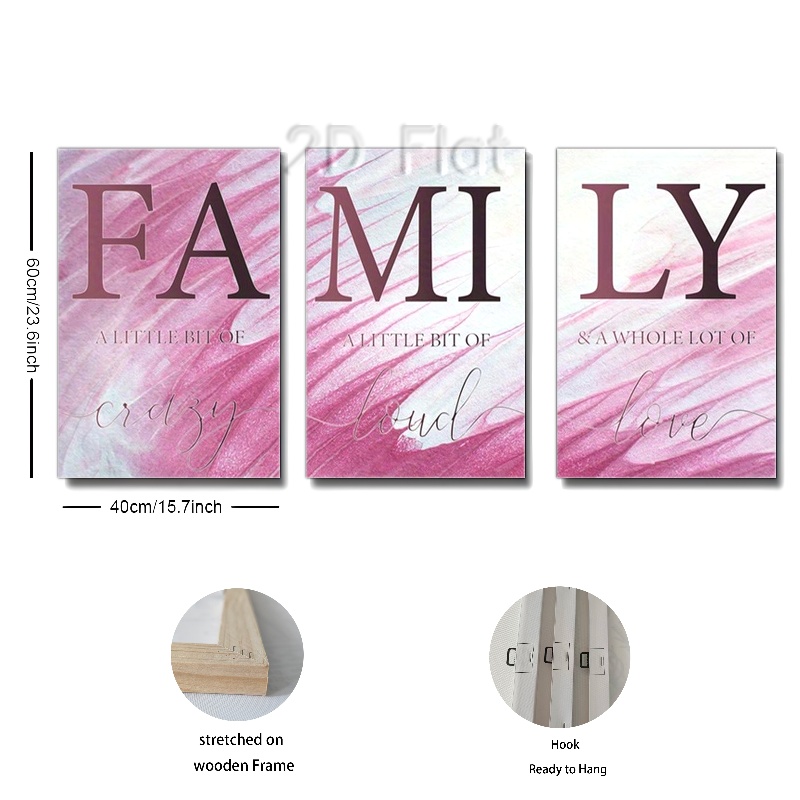 2D Flat
FA
A LITTLE BIT OF
crazy
MI
A LITTLE BIT OF
loud
LY
& A WHOLE LOT OF
love
60cm/23.6inch
40cm/15.7inch
stretched on
wooden Frame
Hook
Ready to Hang